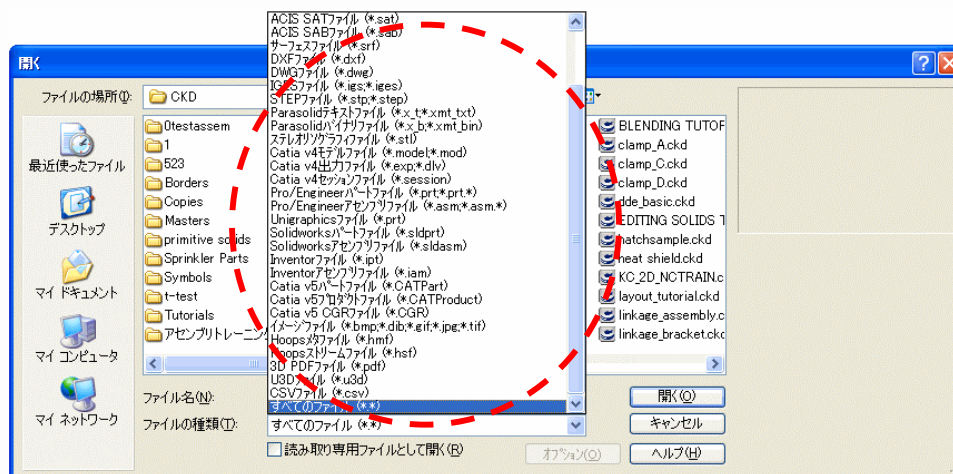 開く
ファイルの場所(I):
CKD
最近使ったファイル
デスクトップ
マイ ドキュメント
マイ コンピュータ
マイ ネットワーク
0testassem
1
523
Borders
Copies
Masters
primitive solids
Sprinkler Parts
Symbols
t-test
Tutorials
アセンブリトレーニン
ACIS SATファイル (*.sat)
ACIS SABファイル (*.sab)
サーフェスファイル (*.srf)
DXFファイル (*.dxf)
DWGファイル (*.dwg)
IGESファイル (*.igs;*.iges)
STEPファイル (*.stp;*.step)
Parasolidテキストファイル (*.x_t;*.xmt_txt)
Parasolidバイナリファイル (*.x_b;*.xmt_bin)
ステレオリソグラフィファイル (*.stl)
Catia v4モデルファイル (*.model;*.mod)
Catia v4出力ファイル (*.exp;*.dlv)
Catia v4セッションファイル (*.session)
Pro/Engineerパートファイル (*.prt;*.prt.*)
Pro/Engineerアセンブリファイル (*.asm;*.asm.*)
Unigraphicsファイル (*.prt)
Solidworksパートファイル (*.sldprt)
Solidworksアセンブリファイル (*.sldasm)
Inventorファイル (*.ipt)
Inventorアセンブリファイル (*.iam)
Catia v5パートファイル (*.CATPart)
Catia v5プロダクトファイル (*.CATProduct)
Catia v5 CGRファイル (*.CGR)
イメージファイル (*.bmp;*.dib;*.gif;*.jpg;*.tif)
Hoopsメタファイル (*.hmf)
Hoopsストリームファイル (*.hsf)
3D PDFファイル (*.pdf)
U3Dファイル (*.u3d)
CSVファイル (*.csv)
すべてのファイル (*.*)
BLENDING TUTOR
clamp_A.ckd
clamp_C.ckd
clamp_D.ckd
dde_basic.ckd
EDITING SOLIDS T
hatchsample.ckd
heat shield.ckd
KC_2D_NCTRAIN.c
layout_tutorial.ckd
linkage_assembly.c
linkage_bracket.ckd
ファイル名(N):
開く(O)
ファイルの種類(T):
すべてのファイル (*.*)
キャンセル
読み取り専用ファイルとして開く(R)
オプション(O)
ヘルプ(H)